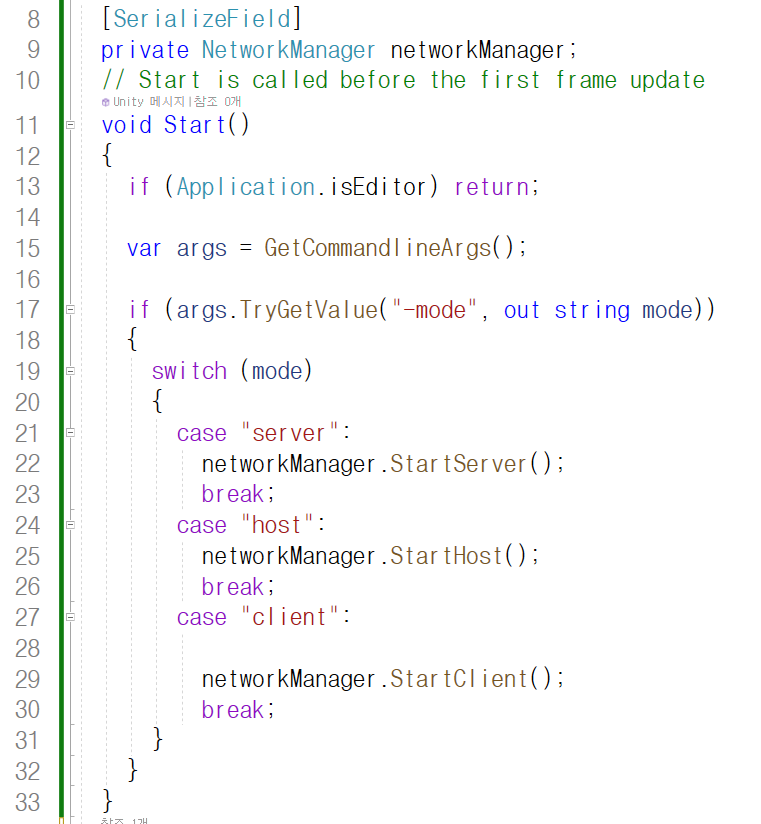 8 [SerializeField]
9 private NetworkManager networkManager;
10 // Start is called before the first frame update
Unity 메시지|참조 0개
11 void Start()
12 {
13 if (Application.isEditor) return;
14
15 var args = GetCommandlineArgs();
16
17 if (args.TryGetValue("-mode", out string mode))
18 {
19 switch (mode)
20 {
21 case "server":
22 networkManager.StartServer();
23 break;
24 case "host":
25 networkManager.StartHost();
26 break;
27 case "client":
28
29 networkManager.StartClient();
30 break;
31 }
32 }
33 }
참조 1개